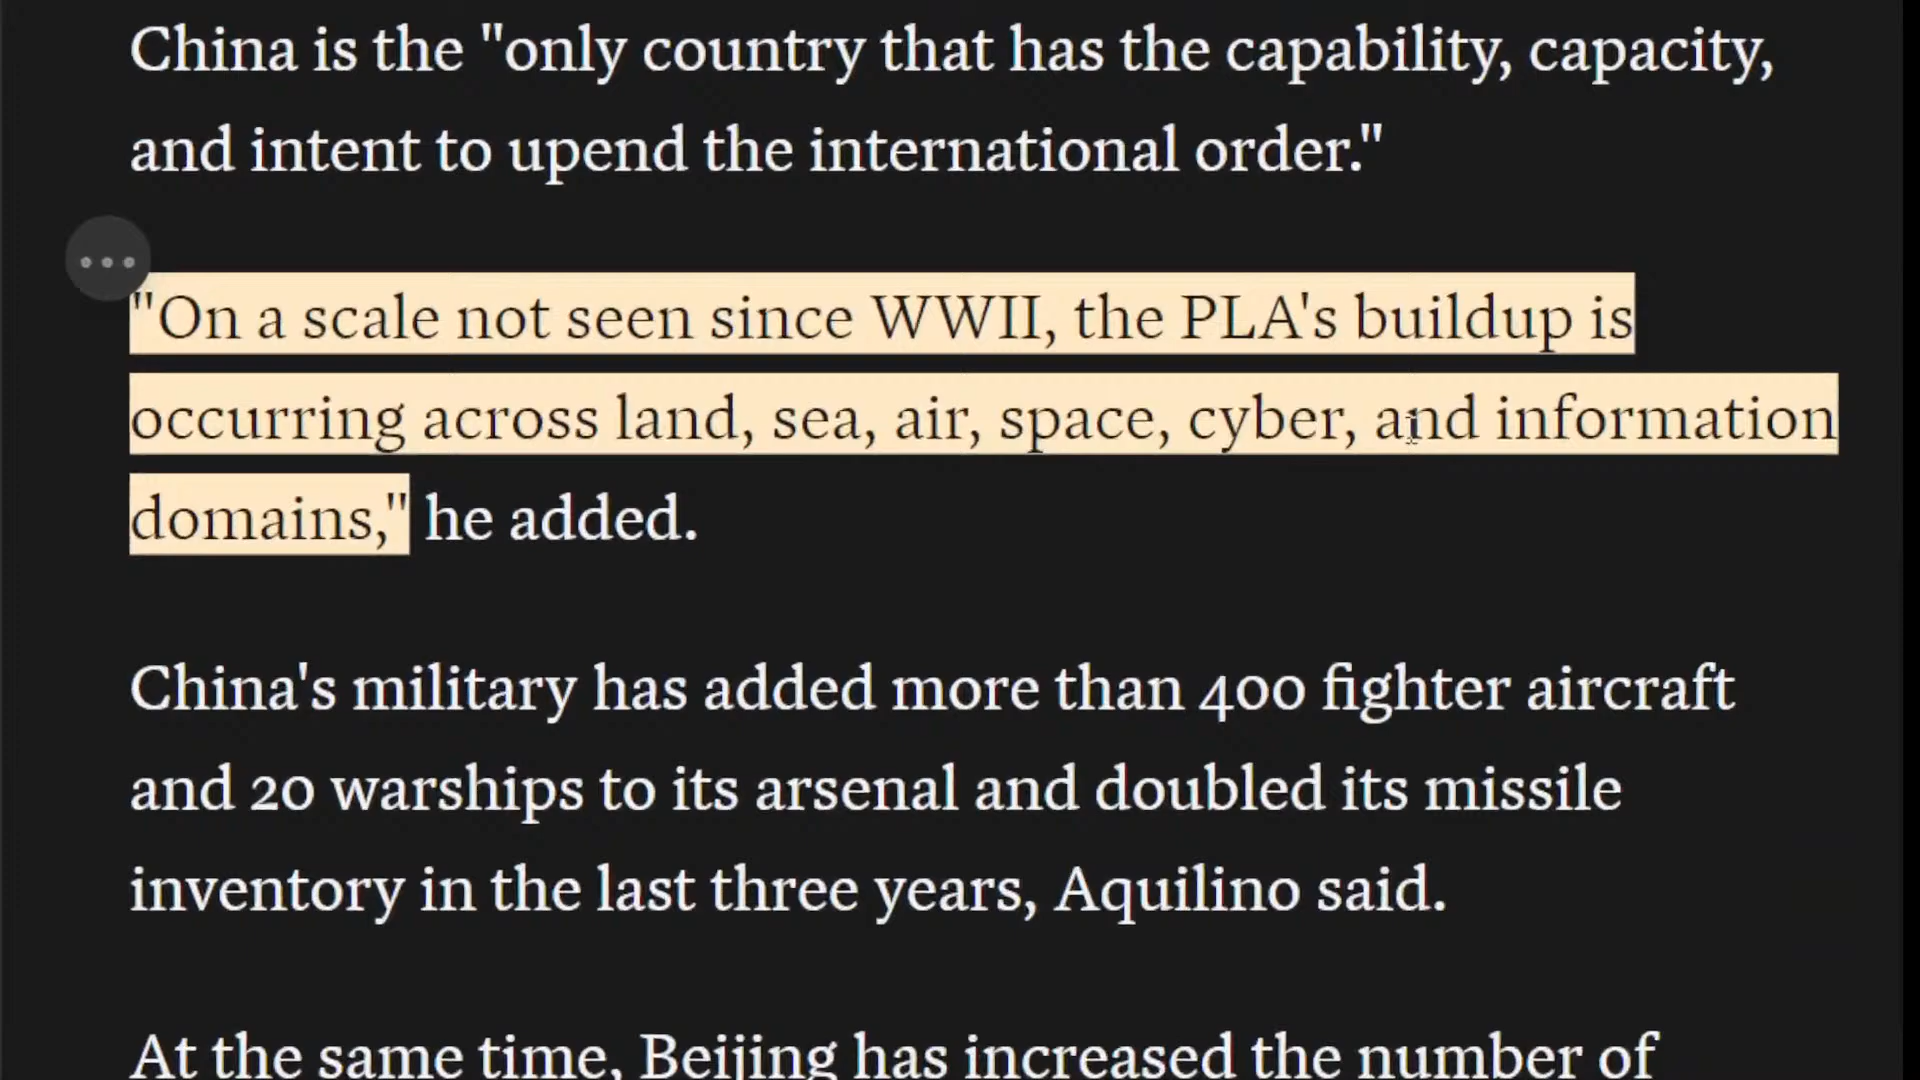 China is the "only country that has the capability, capacity,
and intent to upend the international order."
"On a scale not seen since WWII, the PLA's buildup is
occurring across land, sea, air, space, cyber, and information
domains," he added.
China's military has added more than 400 fighter aircraft
and 20 warships to its arsenal and doubled its missile
inventory in the last three years, Aquilino said.
At the same time, Beijing has increased the number of